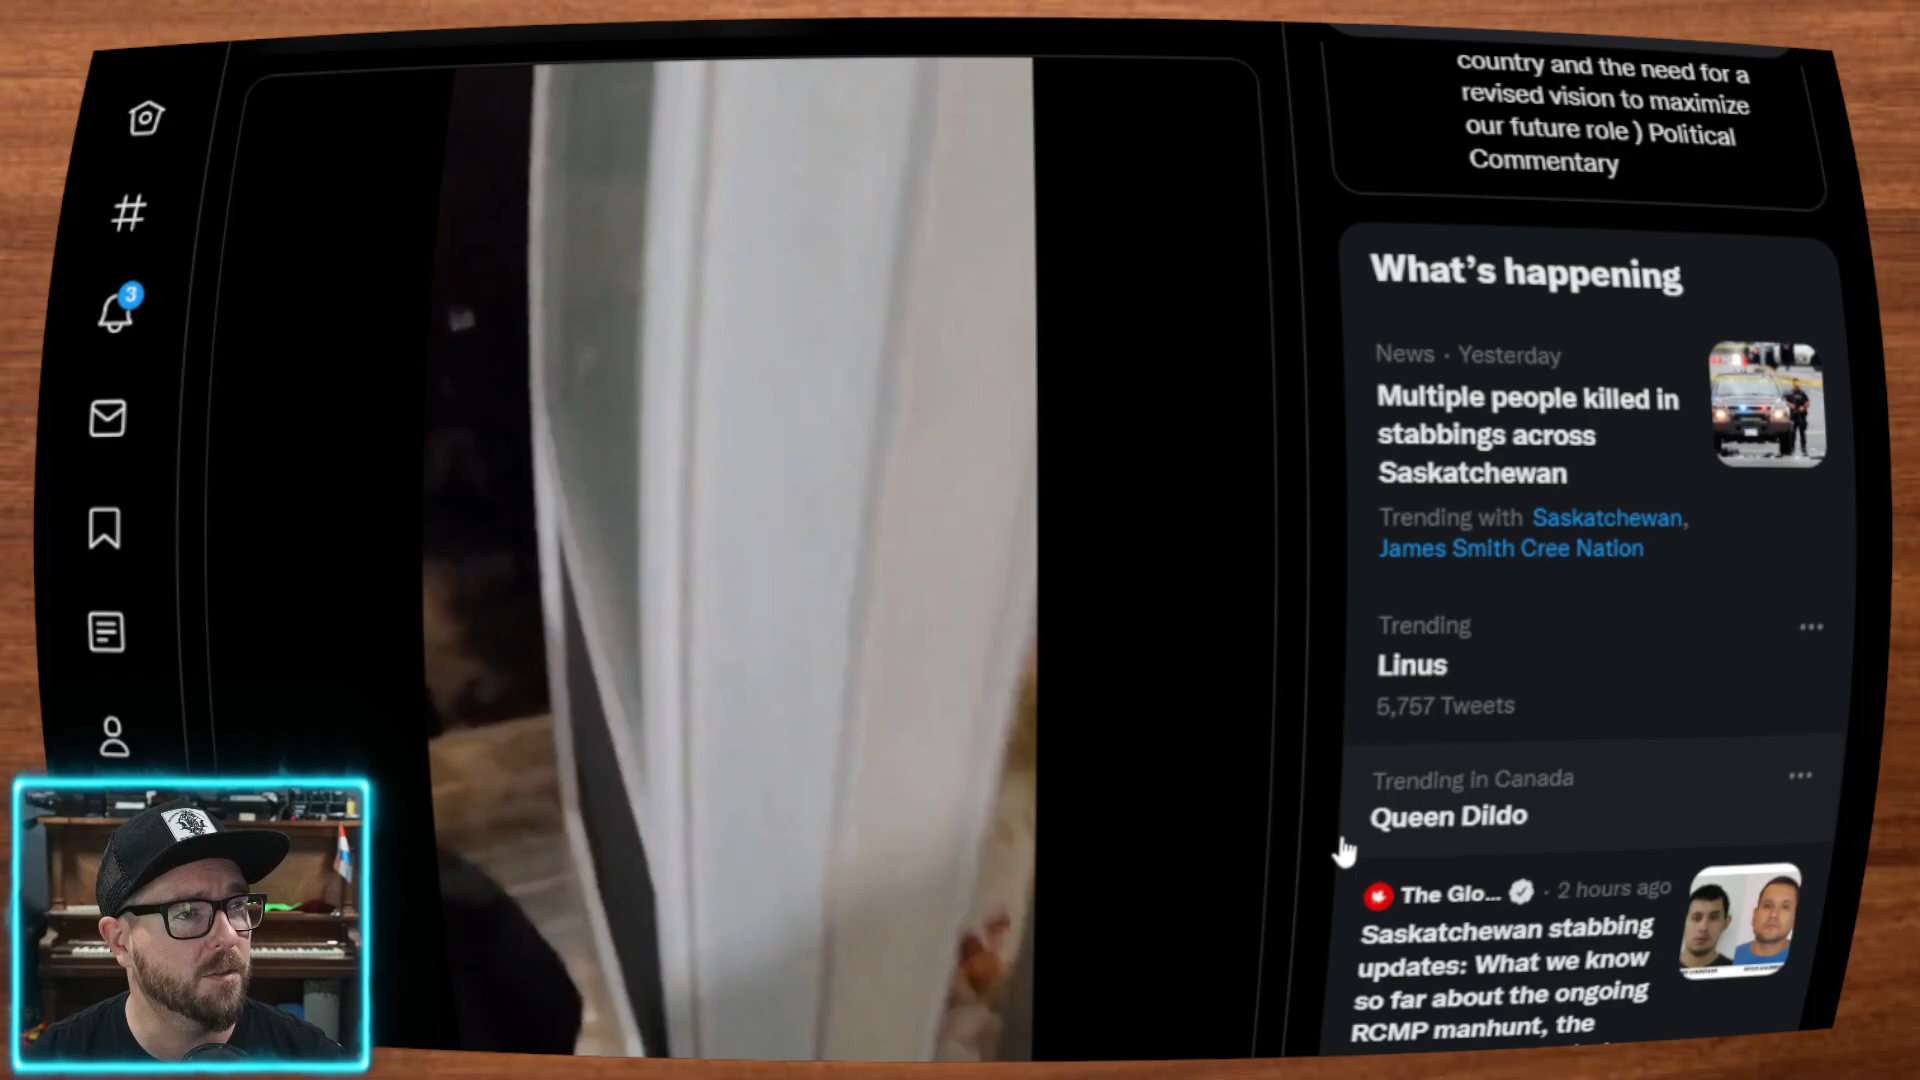 3
country and the need for a
revised vision to maximize
our future role ) Political
Commentary
What's happening
News · Yesterday
Multiple people killed in
stabbings across
Saskatchewan
Trending with Saskatchewan,
James Smith Cree Nation
Trending
Linus
5,757 Tweets
Trending in Canada
Queen Dildo
The Glo... · 2 hours ago
Saskatchewan stabbing
updates: What we know
so far about the ongoing
RCMP manhunt, the